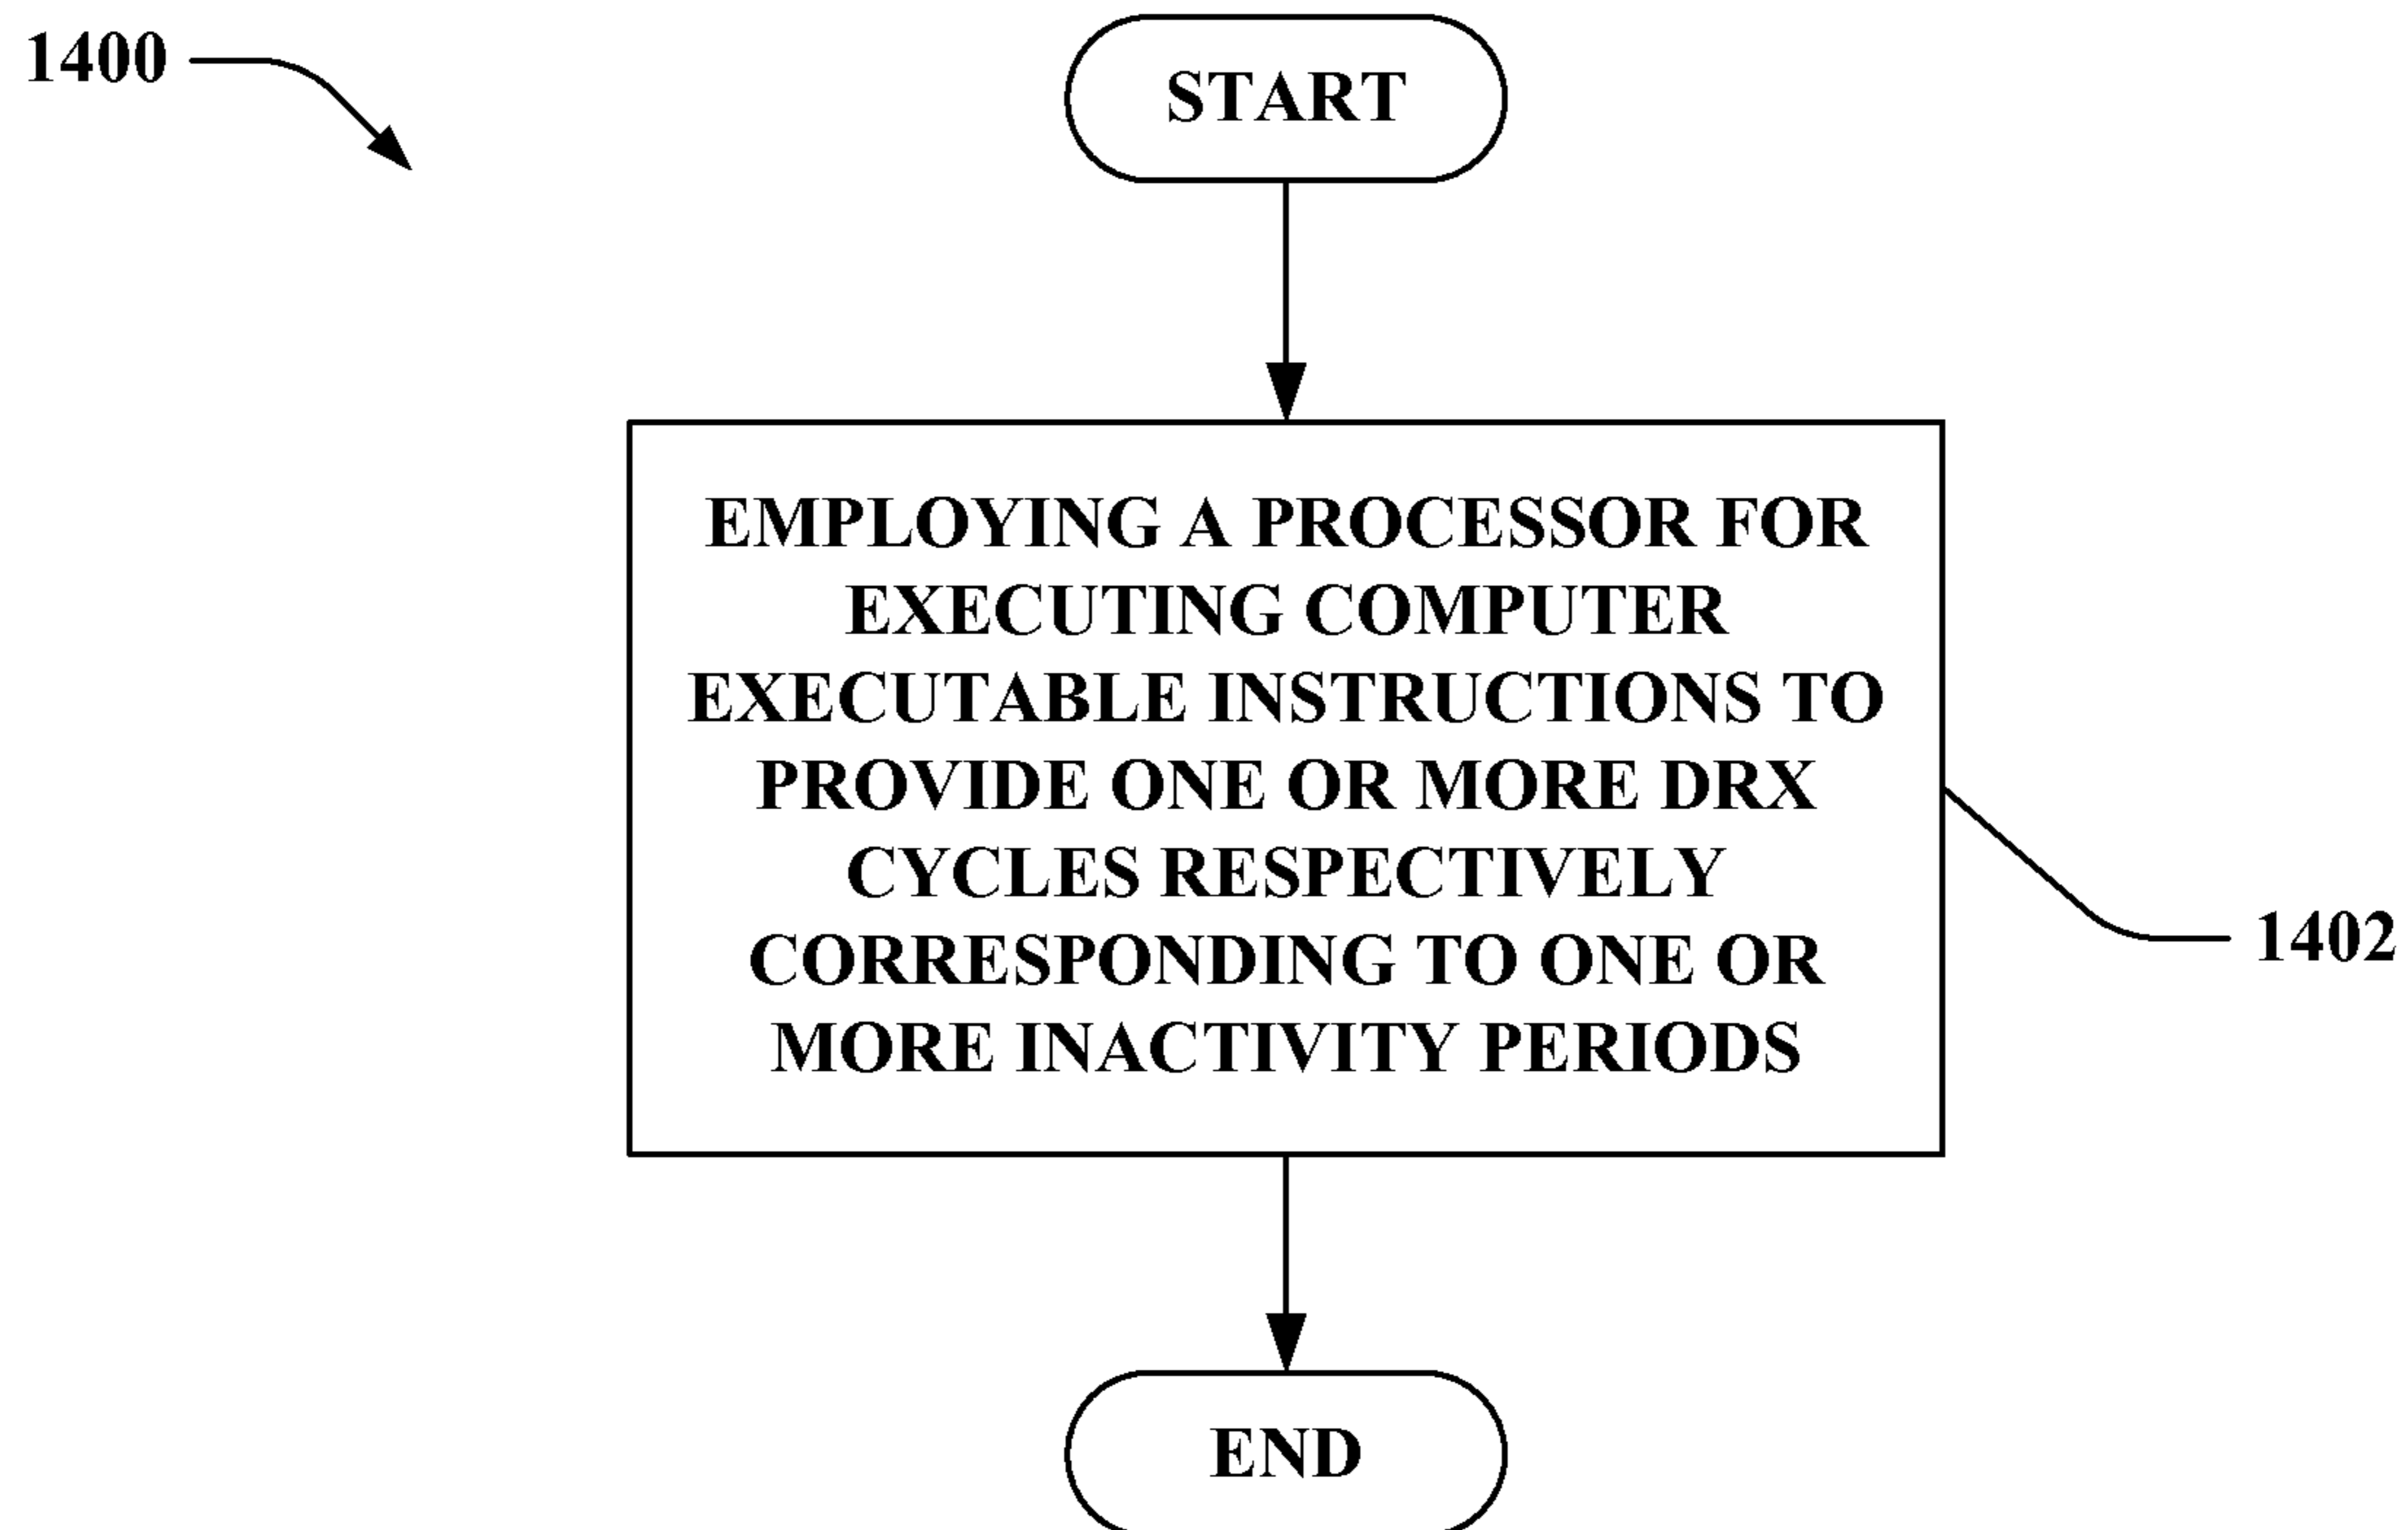 1400
START
EMPLOYING A PROCESSOR FOR
EXECUTING COMPUTER
EXECUTABLE INSTRUCTIONS TO
PROVIDE ONE OR MORE DRX
CYCLES RESPECTIVELY
CORRESPONDING TO ONE OR
MORE INACTIVITY PERIODS
1402
END